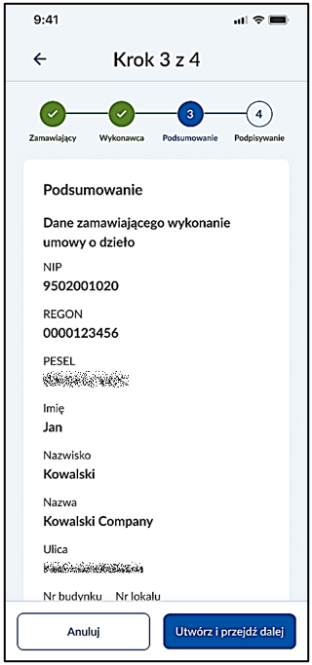 9:41
Krok 3 z 4
3 4
Zamawiający Wykonawca Podsumowanie Podpisywanie
Podsumowanie
Dane zamawiającego wykonanie
umowy o dzieło
NIP
9502001020
REGON
0000123456
PESEL
Imię
Jan
Nazwisko
Kowalski
Nazwa
Kowalski Company
Ulica
Nr budynku Nr lokalu
Anuluj Utwórz i przejdź dalej